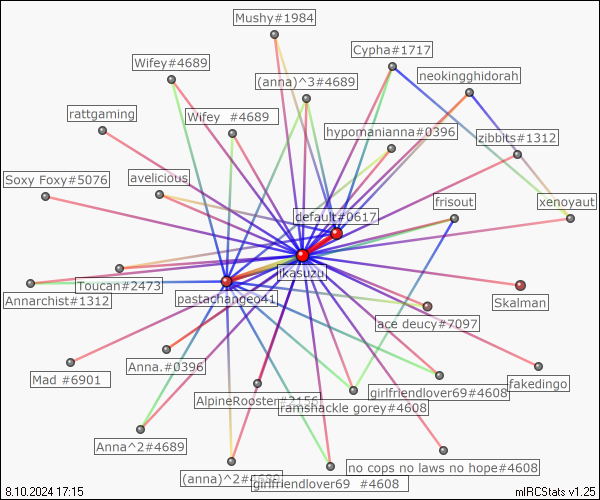 Mushy#1984
Cypha#1717
Wifey#4689
neokingghidorah
(anna)^3#4689
rattgaming
Wifey #4689
hypomanianna#0396
zibbits#1312
Soxy Foxy#5076
avelicious
frisout
xenoyaut
default#0617
ikasuzu
Toucan#2473
Annarchist#1312
pastachangeo41
Skalman
ace deucy#7097
Mad #6901
Anna.#0396
fakedingo
girlfriendlover69#4608
AlpineRooster#2156
ramshackle gorey#4608
Anna^2#4689
(anna)^2#4689
no cops no laws no hope#4608
girlfriendlover69 #4608
8.10.2024 17:15
mIRCStats v1.25